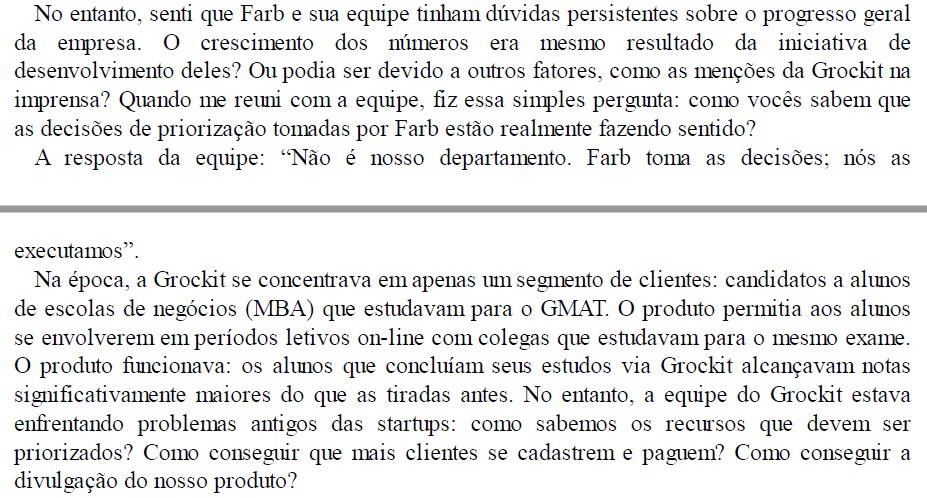 No entanto, senti que Farb e sua equipe tinham dúvidas persistentes sobre o progresso geral
da empresa. O crescimento dos números era mesmo resultado da iniciativa de
desenvolvimento deles? Ou podia ser devido a outros fatores, como as menções da Grockit na
imprensa? Quando me reuni com a equipe, fiz essa simples pergunta: como vocês sabem que
as decisões de priorização tomadas por Farb estão realmente fazendo sentido?
A resposta da equipe: “Não é nosso departamento. Farb toma as decisões; nós as
executamos”.
Na época, a Grockit se concentrava em apenas um segmento de clientes: candidatos a alunos
de escolas de negócios (MBA) que estudavam para o GMAT. O produto permitia aos alunos
se envolverem em períodos letivos on-line com colegas que estudavam para o mesmo exame.
O produto funcionava: os alunos que concluíam seus estudos via Grockit alcançavam notas
significativamente maiores do que as tiradas antes. No entanto, a equipe do Grockit estava
enfrentando problemas antigos das startups: como sabemos os recursos que devem ser
priorizados? Como conseguir que mais clientes se cadastrem e paguem? Como conseguir a
divulgação do nosso produto?